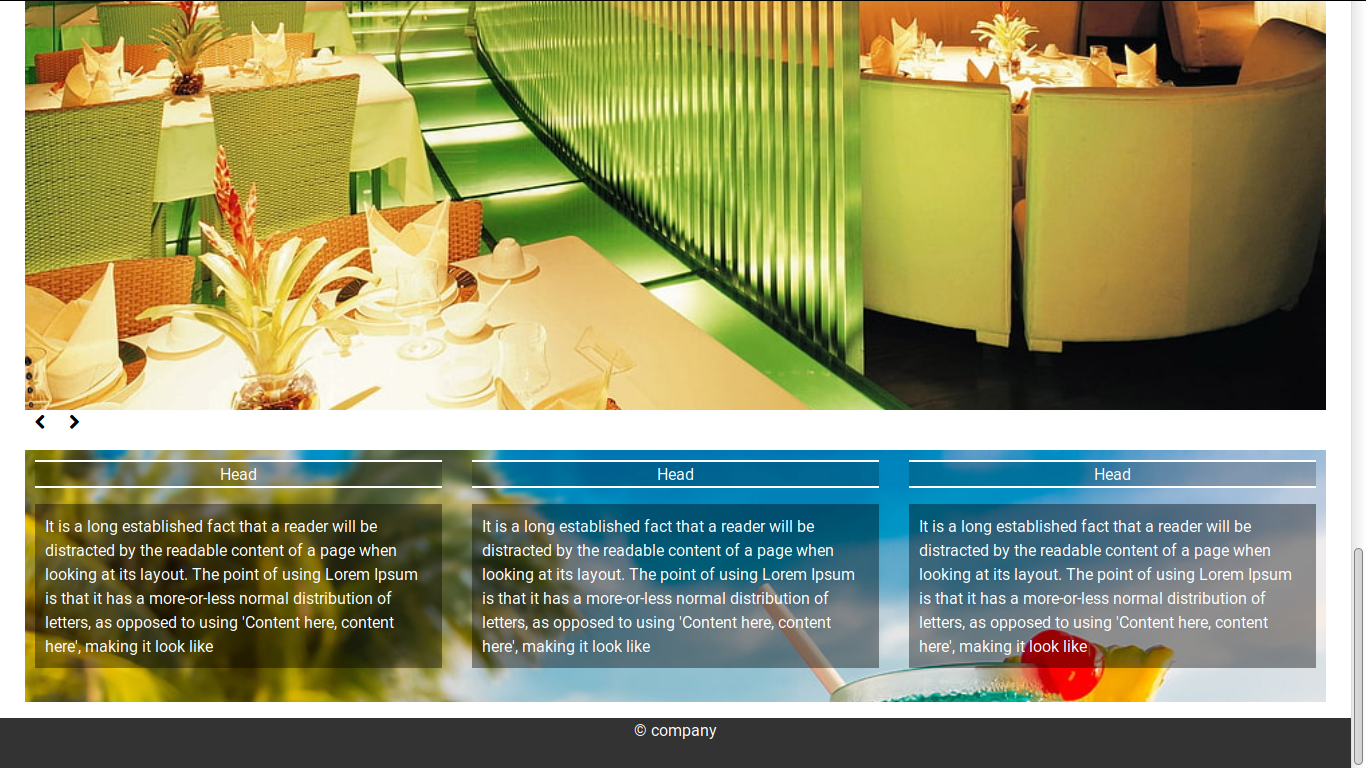 Head
It is a long established fact that a reader will be
distracted by the readable content of a page when
looking at its layout. The point of using Lorem Ipsum
is that it has a more-or-less normal distribution of
letters, as opposed to using 'Content here, content
here', making it look like
Head
It is a long established fact that a reader will be
distracted by the readable content of a page when
looking at its layout. The point of using Lorem Ipsum
is that it has a more-or-less normal distribution of
letters, as opposed to using 'Content here, content
here', making it look like
Head
It is a long established fact that a reader will be
distracted by the readable content of a page when
looking at its layout. The point of using Lorem Ipsum
is that it has a more-or-less normal distribution of
letters, as opposed to using 'Content here, content
here', making it look like
© company